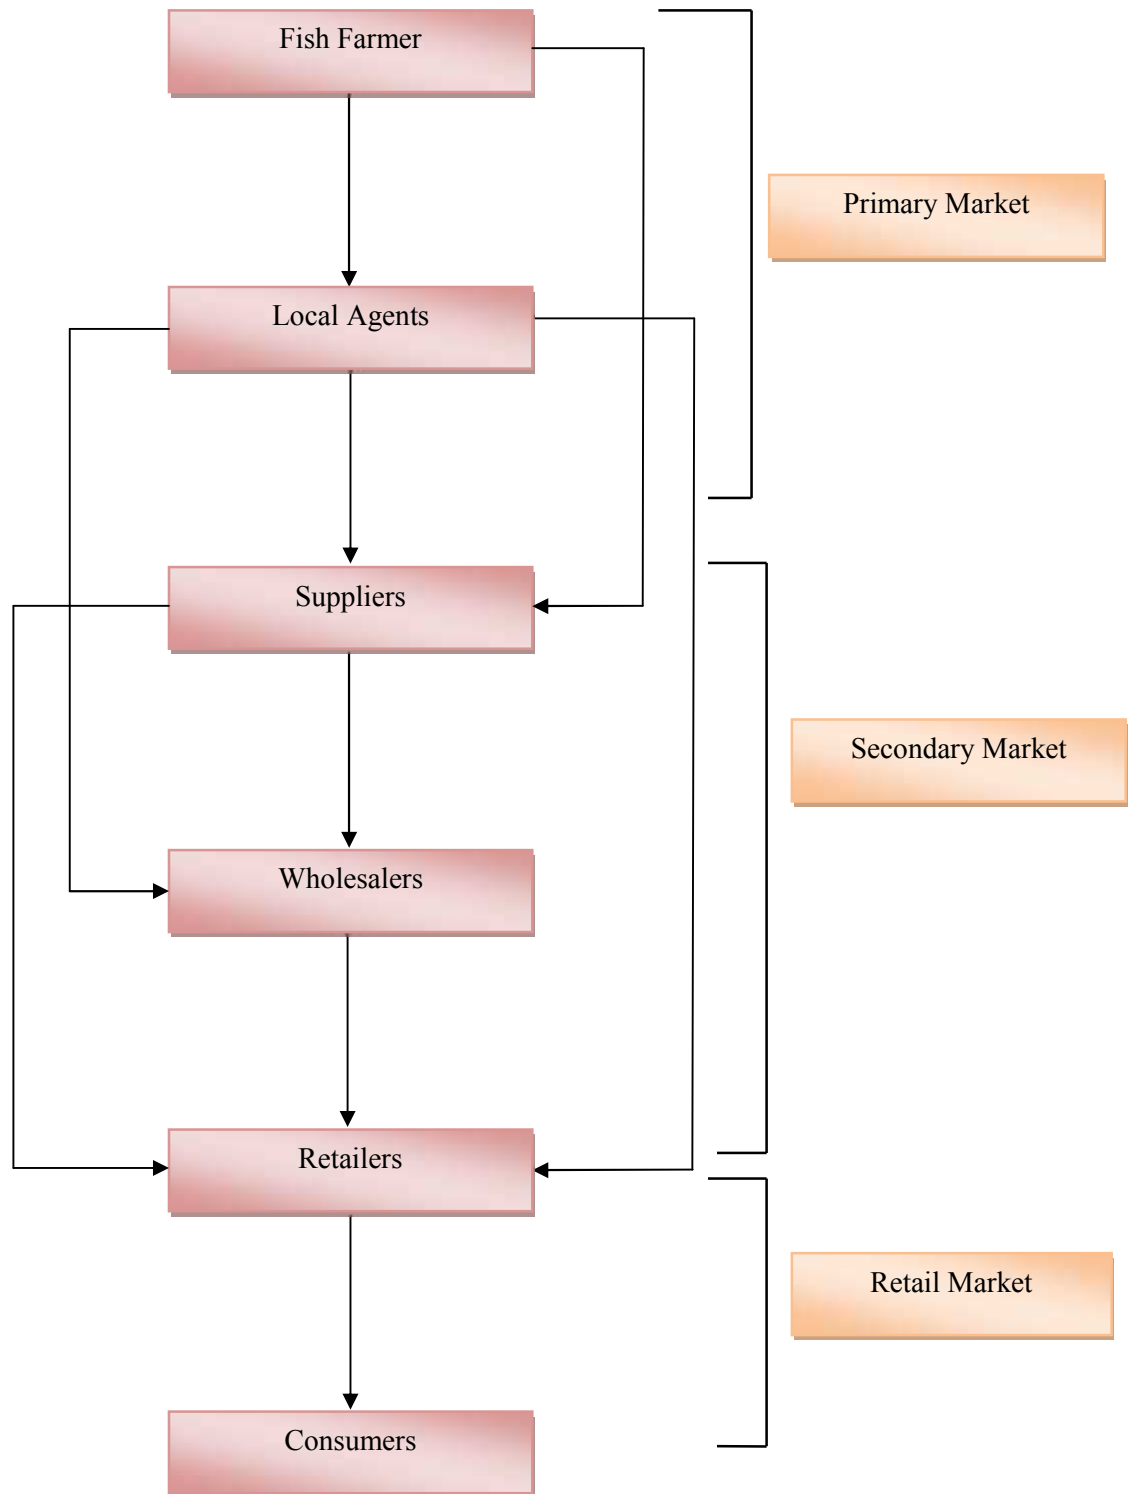 Fish Farmer
Primary Market
Local Agents
Suppliers
Secondary Market
Wholesalers
Retailers
Retail Market
Consumers